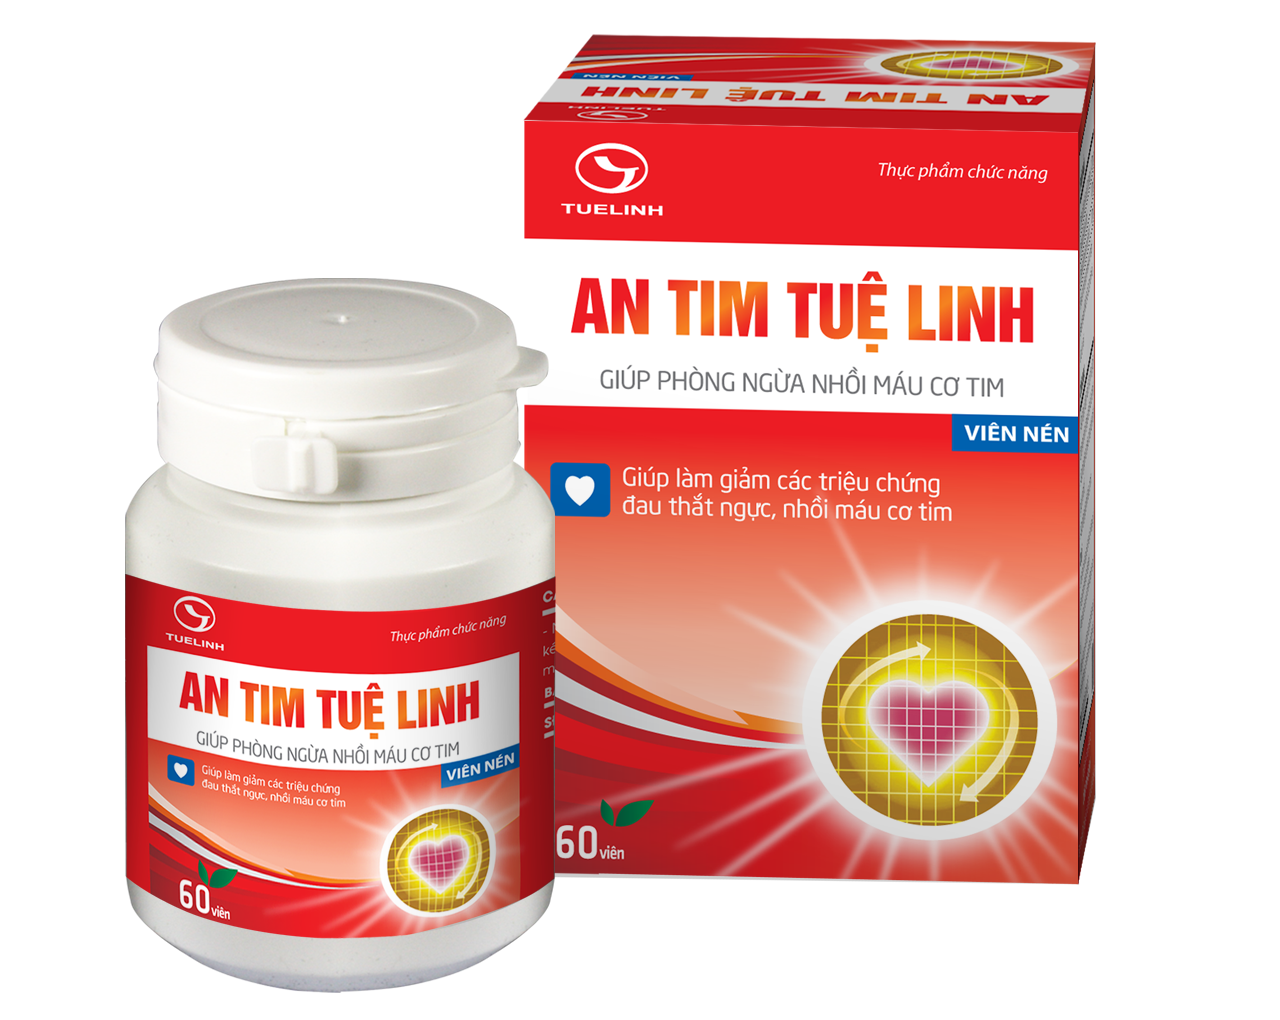 VIÊN NÉN
AN TIM TUỆ LINH
TUELINH
TUELINH
Thực phẩm chức năng
AN TIM TUỆ LINH
GIÚP PHÒNG NGỪA NHỒI MÁU CƠ TIM
VIÊN NÉN
Giúp làm giảm các triệu chứng
đau thắt ngực, nhồi máu cơ tim
60 viên
TUELINH
Thực phẩm chức năng
AN TIM TUỆ LINH
GIÚP PHÒNG NGỪA NHỒI MÁU CƠ TIM
VIÊN NÉN
Giúp làm giảm các triệu chứng
đau thắt ngực, nhồi máu cơ tim
60 viên